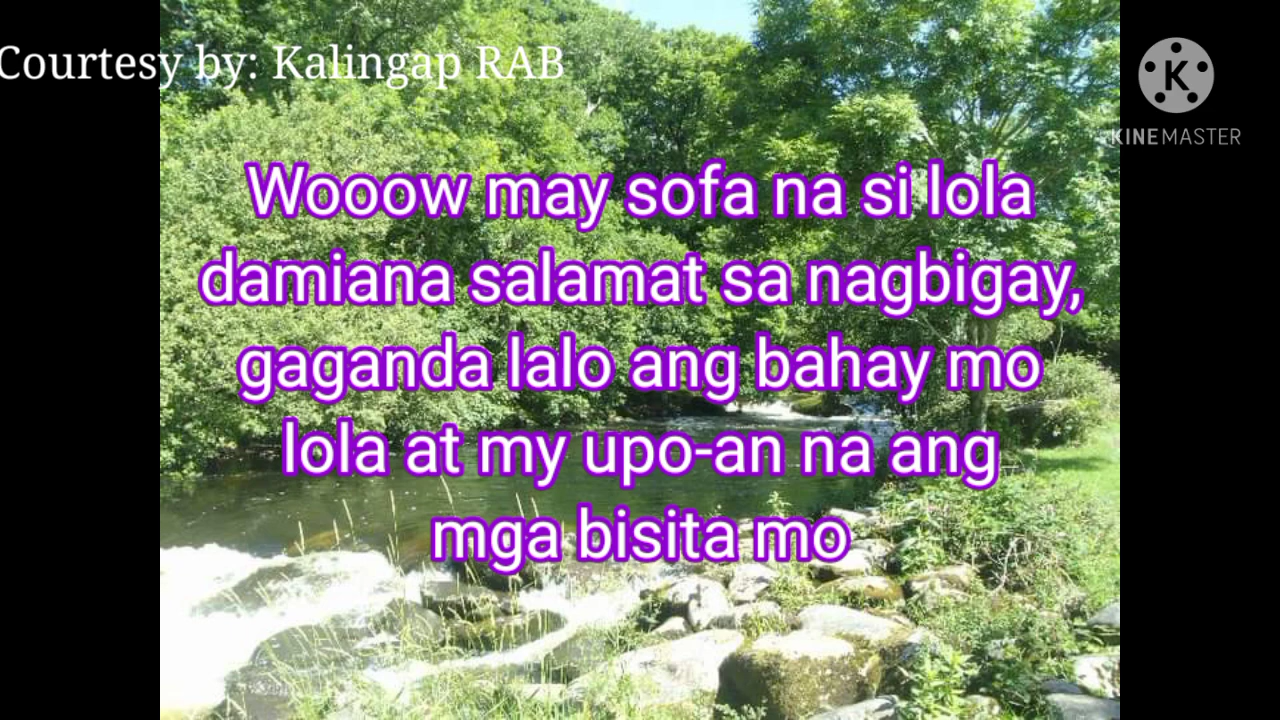 Courtesy by: Kalingap RAB
KINEMASTER
Wooow may sofa na si lola
damiana salamat sa nagbigay,
gaganda lalo ang bahay mo
lola at my upo-an na ang
mga bisita mo